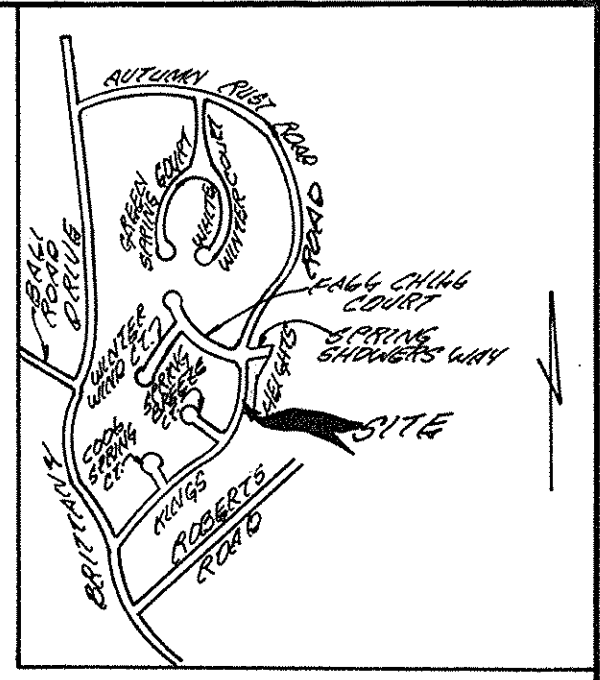 AUTUMN RUST ROAD
GREEN
SPRING COURT
WHITE
WINTER COURT
ROAD
BALI
ROAD
DRIVE
FALL CHILL
COURT
WINTER
WIND CT.
SPRING
SHOWERS WAY
SPRING
BREEZE
CT.
HEIGHTS
SITE
COOL
SPRING
CT.
KINGS
BRITTANY
ROBERTS
ROAD